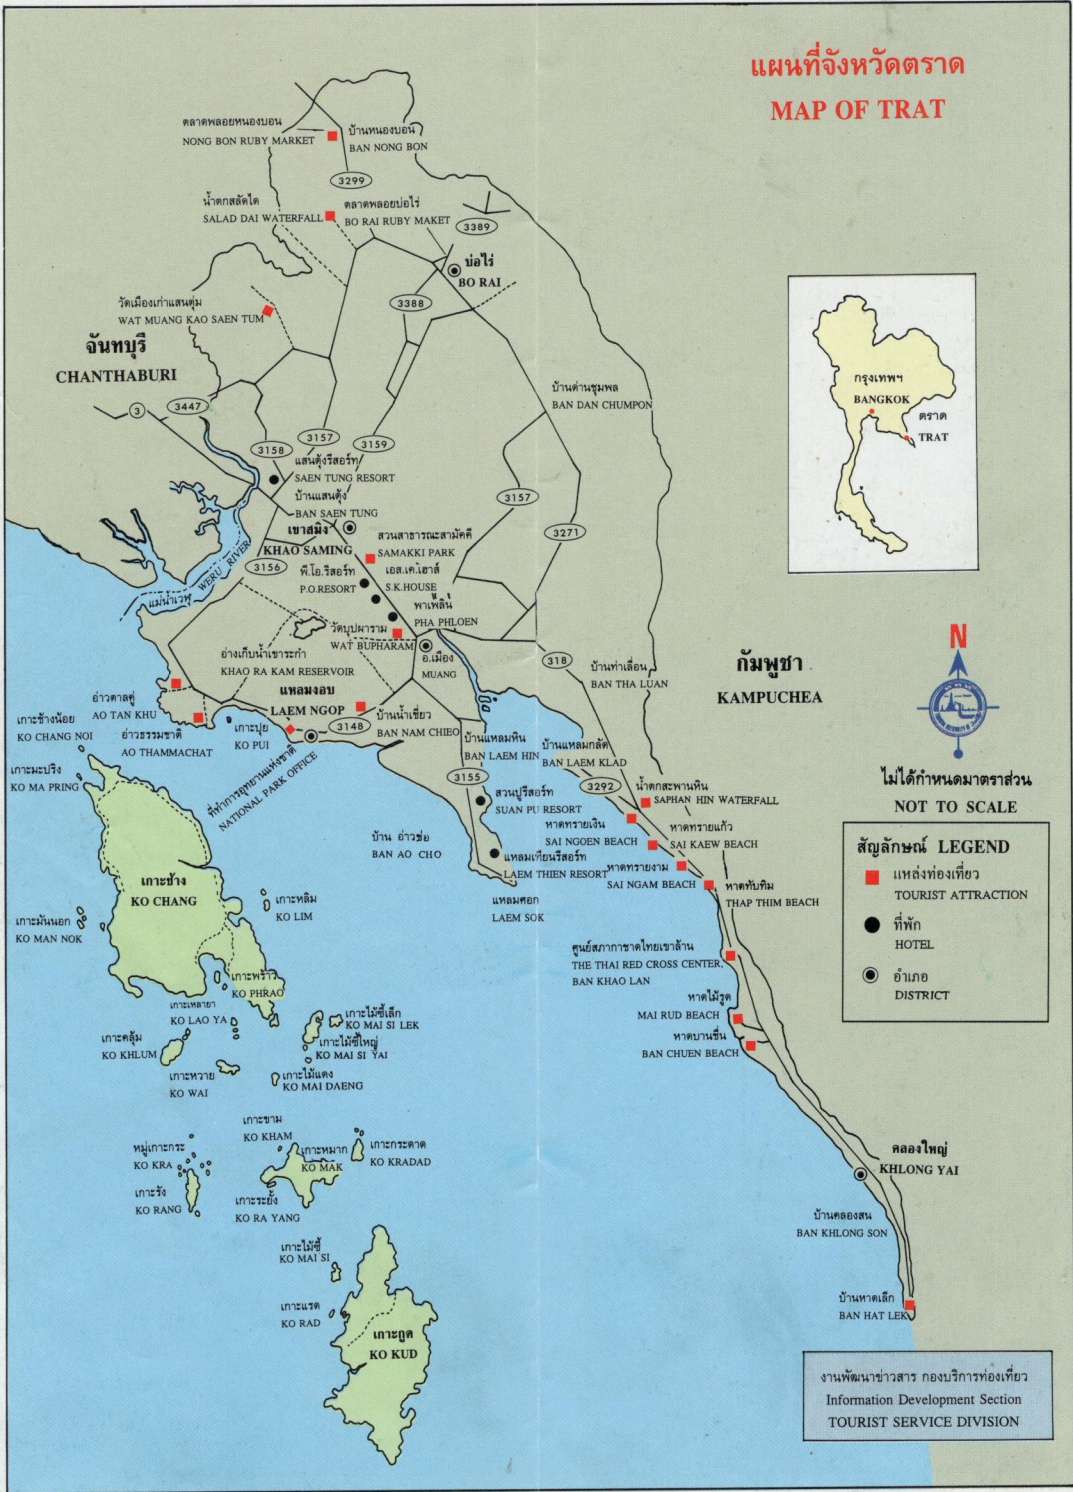 แผนที่จังหวัดตราด
MAP OF TRAT
ตลาดพลอยหนองบอน
NONG BON RUBY MARKET
บ้านหนองบอน
BAN NONG BON
3299
น้ำตกสลัดได
SALAD DAI WATERFALL
ตลาดพลอยบ่อไร่
BO RAI RUBY MAKET
3389
บ่อไร่
BO RAI
วัดเมืองเก่าแสนตุ่ม
WAT MUANG KAO SAEN TUM
3388
จันทบุรี
CHANTHABURI
3
3447
บ้านด่านชุมพล
BAN DAN CHUMPON
กรุงเทพฯ
BANGKOK
ตราด
TRAT
3158
3157
3159
แสนตุ้งรีสอร์ท
SAEN TUNG RESORT
บ้านแสนตุ้ง
BAN SAEN TUNG
3157
3271
เขาสมิง
KHAO SAMING
สวนสาธารณะสามัคคี
SAMAKKI PARK
3156
แม่น้ำเวฬุ WERU RIVER
พี.โอ.รีสอร์ท
P.O.RESORT
เอส.เค.เฮาส์
S.K.HOUSE
พาเพลิน
PHA PHLOEN
วัดบุปผาราม
WAT BUPHARAM
อ.เมือง
MUANG
อ่างเก็บน้ำเขาระกำ
KHAO RA KAM RESERVOIR
318
บ้านท่าเลื่อน
BAN THA LUAN
กัมพูชา
KAMPUCHEA
N
แหลมงอบ
LAEM NGOP
3148
บ้านน้ำเชี่ยว
BAN NAM CHIEO
อ่าวตาลคู่
AO TAN KHU
อ่าวธรรมชาติ
AO THAMMACHAT
เกาะปุย
KO PUI
เกาะช้างน้อย
KO CHANG NOI
เกาะมะปริง
KO MA PRING
ที่ทำการอุทยานแห่งชาติ
NATIONAL PARK OFFICE
บ้านแหลมหิน
BAN LAEM HIN
บ้านแหลมกลัด
BAN LAEM KLAD
3155
3292
น้ำตกสะพานหิน
SAPHAN HIN WATERFALL
สวนปูรีสอร์ท
SUAN PU RESORT
หาดทรายเงิน
SAI NGOEN BEACH
หาดทรายแก้ว
SAI KAEW BEACH
บ้าน อ่าวช่อ
BAN AO CHO
แหลมเทียนรีสอร์ท
LAEM THIEN RESORT
หาดทรายงาม
SAI NGAM BEACH
หาดทับทิม
THAP THIM BEACH
แหลมศอก
LAEM SOK
ไม่ได้กำหนดมาตราส่วน
NOT TO SCALE
สัญลักษณ์ LEGEND
แหล่งท่องเที่ยว
TOURIST ATTRACTION
ที่พัก
HOTEL
อำเภอ
DISTRICT
เกาะช้าง
KO CHANG
เกาะหลิม
KO LIM
เกาะมันนอก
KO MAN NOK
เกาะพร้าว
KO PHRAO
เกาะเหลายา
KO LAO YA
ศูนย์สภากาชาดไทยเขาล้าน
THE THAI RED CROSS CENTER,
BAN KHAO LAN
หาดไม้รูด
MAI RUD BEACH
หาดบานชื่น
BAN CHUEN BEACH
เกาะไม้ซี้เล็ก
KO MAI SI LEK
เกาะไม้ซี้ใหญ่
KO MAI SI YAI
เกาะคลุ้ม
KO KHLUM
เกาะหวาย
KO WAI
เกาะไม้แดง
KO MAI DAENG
เกาะขาม
KO KHAM
เกาะหมาก
KO MAK
เกาะกระดาด
KO KRADAD
หมู่เกาะกระ
KO KRA
เกาะรัง
KO RANG
เกาะระยั้ง
KO RA YANG
คลองใหญ่
KHLONG YAI
บ้านคลองสน
BAN KHLONG SON
เกาะไม้ซี้
KO MAI SI
เกาะแรด
KO RAD
เกาะกูด
KO KUD
บ้านหาดเล็ก
BAN HAT LEK
งานพัฒนาข่าวสาร กองบริการท่องเที่ยว
Information Development Section
TOURIST SERVICE DIVISION